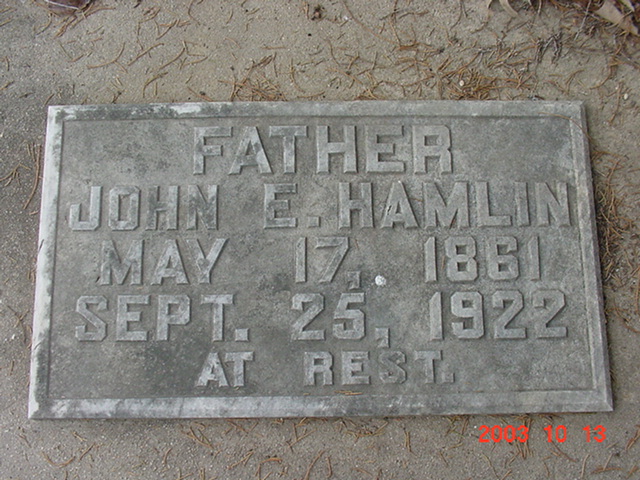 FATHER
JOHN E. HAMLIN
MAY 17, 1861
SEPT. 25, 1922
AT REST.
2003 10 13